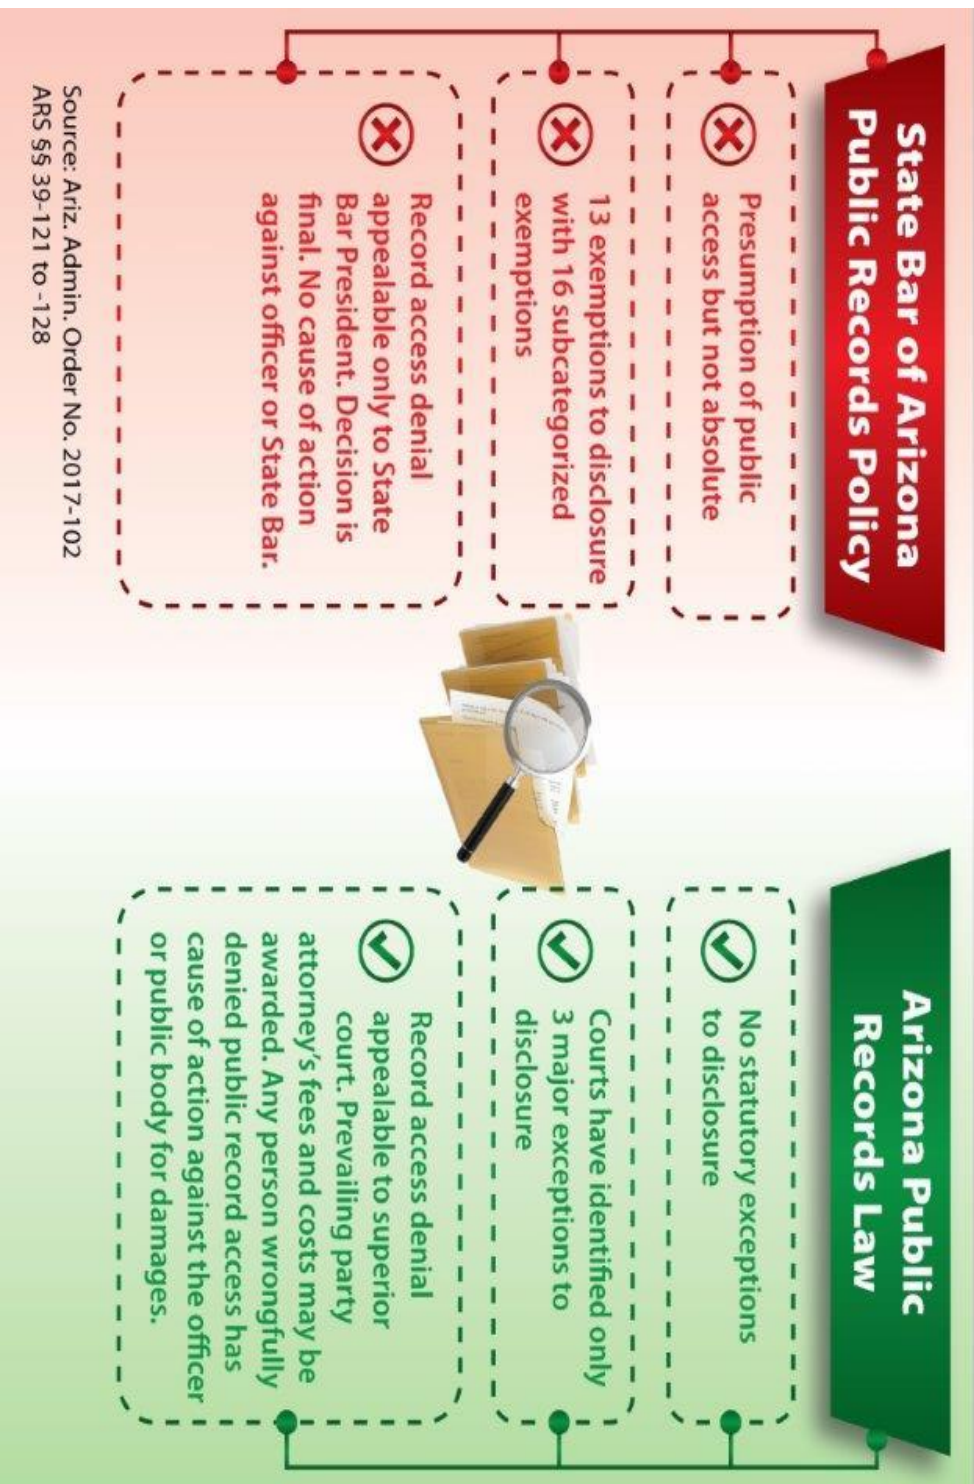 State Bar of Arizona
Public Records Policy
Presumption of public
access but not absolute
13 exemptions to disclosure
with 16 subcategorized
exemptions
Record access denial
appealable only to State
Bar President. Decision is
final. No cause of action
against officer or State Bar.
Arizona Public
Records Law
No statutory exceptions
to disclosure
Courts have identified only
3 major exceptions to
disclosure
Record access denial
appealable to superior
court. Prevailing party
attorney's fees and costs may be
awarded. Any person wrongfully
denied public record access has
cause of action against the officer
or public body for damages.
Source: Ariz. Admin. Order No. 2017-102
ARS §§ 39-121 to -128